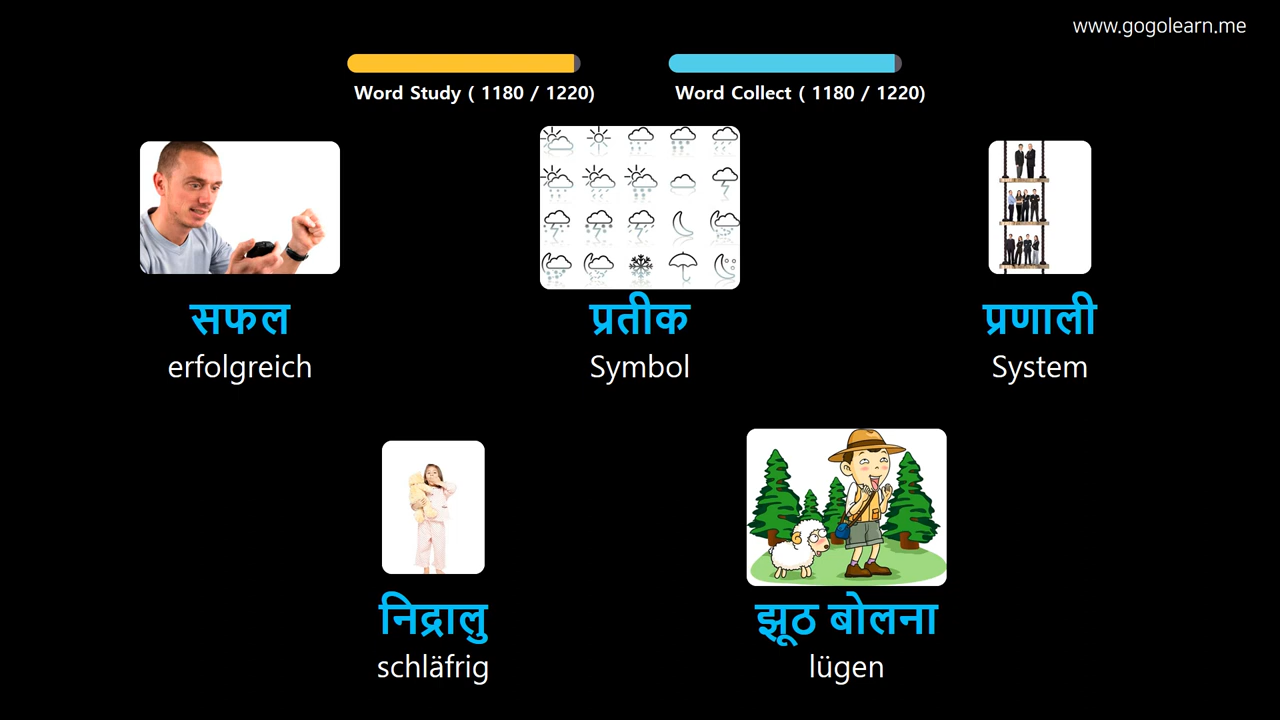 www.gogolearn.me
Word Study ( 1180 / 1220)
Word Collect ( 1180 / 1220)
सफल
erfolgreich
प्रतीक
Symbol
प्रणाली
System
निद्रालु
schläfrig
झूठ बोलना
lügen